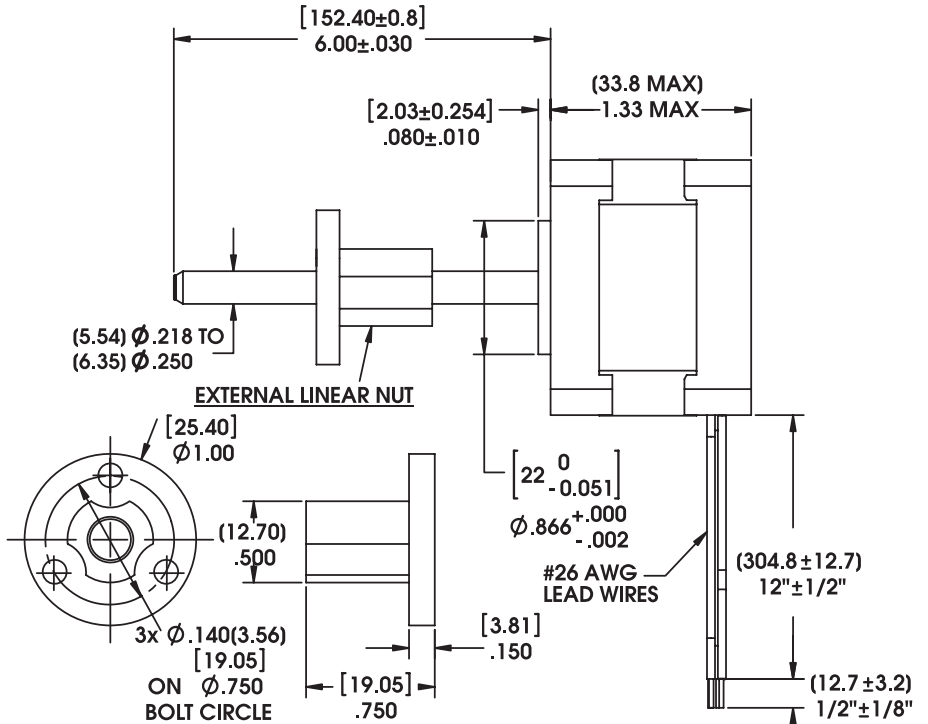 [152.40±0.8]
6.00±.030
(33.8 MAX)
1.33 MAX
[2.03±0.254]
.080±.010
(5.54) Ø .218 TO
(6.35) Ø .250
EXTERNAL LINEAR NUT
[25.40]
Ø1.00
(12.70)
.500
[22 0
-0.051]
Ø.866+.000
-.002
#26 AWG
LEAD WIRES
(304.8±12.7)
12"±1/2"
3x Ø .140(3.56)
[19.05]
ON Ø.750
BOLT CIRCLE
[3.81]
.150
[19.05]
.750
(12.7±3.2)
1/2"±1/8"